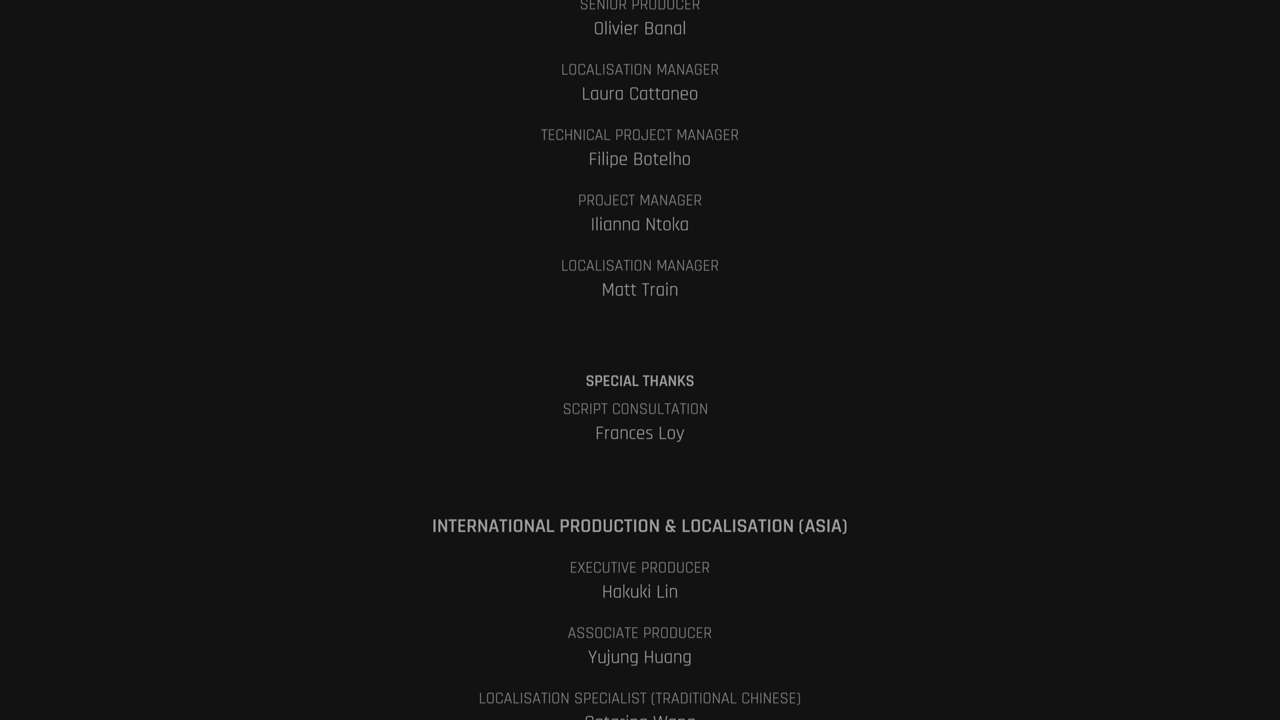 SENIOR PRODUCER
Olivier Banal
LOCALISATION MANAGER
Laura Cattaneo
TECHNICAL PROJECT MANAGER
Filipe Botelho
PROJECT MANAGER
Ilianna Ntoka
LOCALISATION MANAGER
Matt Train
SPECIAL THANKS
SCRIPT CONSULTATION
Frances Loy
INTERNATIONAL PRODUCTION & LOCALISATION (ASIA)
EXECUTIVE PRODUCER
Hakuki Lin
ASSOCIATE PRODUCER
Yujung Huang
LOCALISATION SPECIALIST (TRADITIONAL CHINESE)